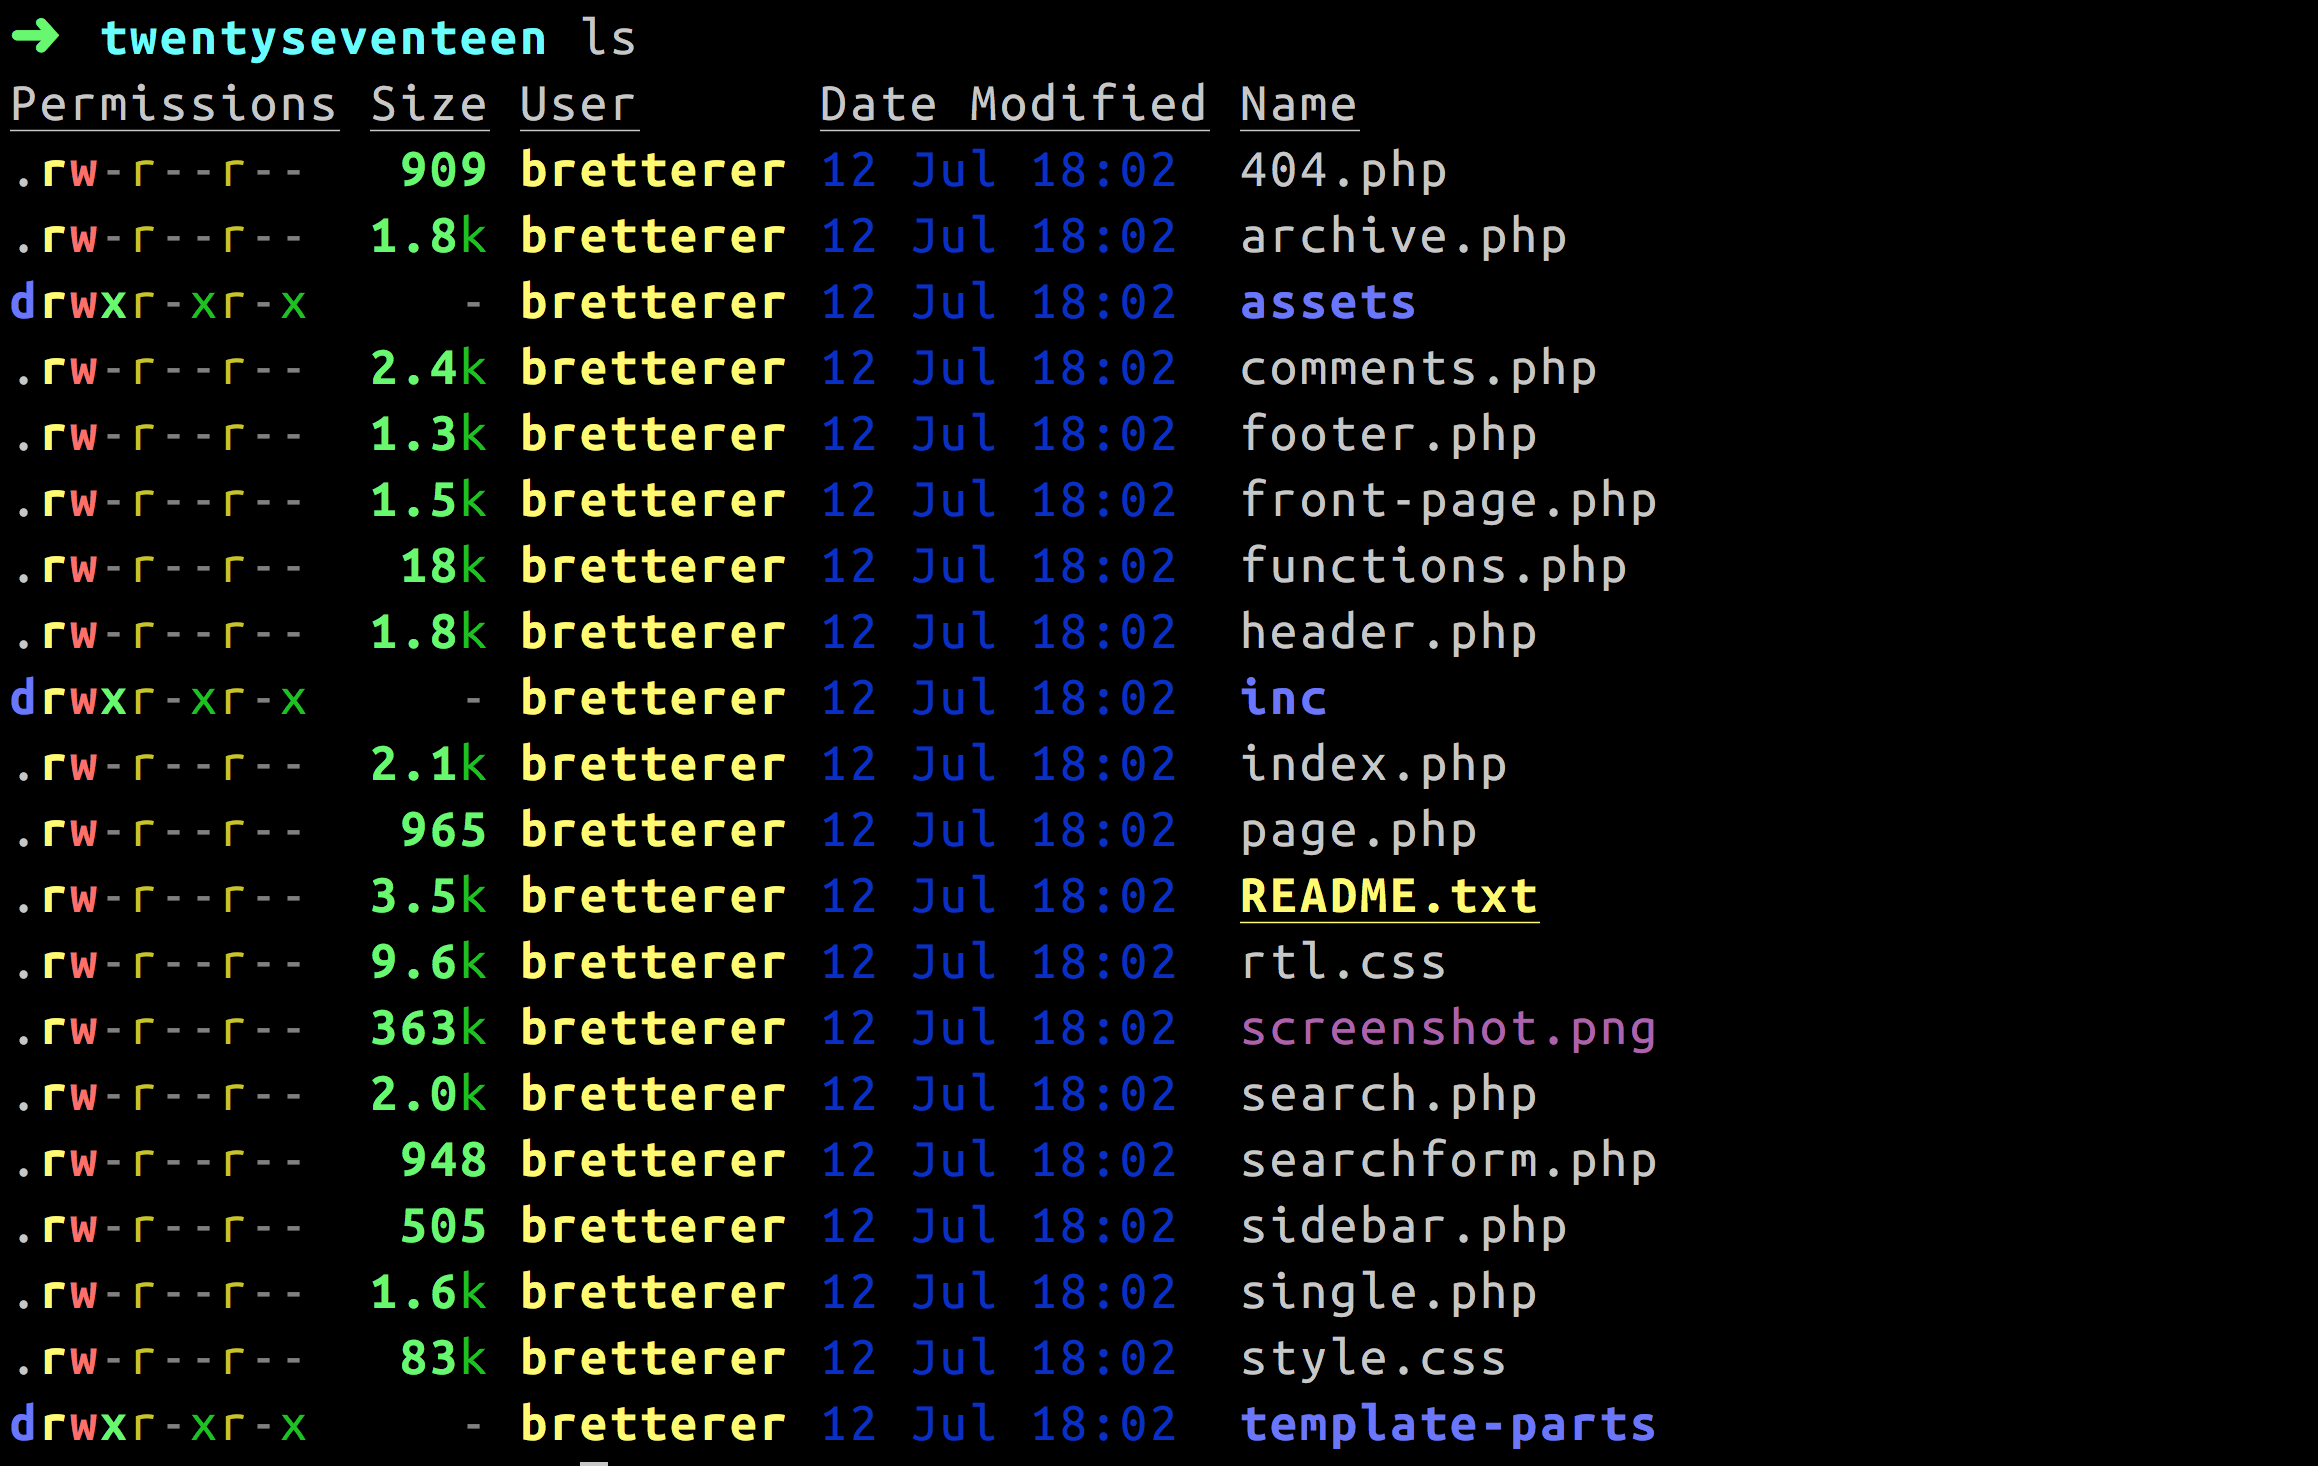 ➜ twentyseventeen ls
Permissions Size User Date Modified Name
.rw-r--r-- 909 bretterer 12 Jul 18:02 404.php
.rw-r--r-- 1.8k bretterer 12 Jul 18:02 archive.php
drwxr-xr-x - bretterer 12 Jul 18:02 assets
.rw-r--r-- 2.4k bretterer 12 Jul 18:02 comments.php
.rw-r--r-- 1.3k bretterer 12 Jul 18:02 footer.php
.rw-r--r-- 1.5k bretterer 12 Jul 18:02 front-page.php
.rw-r--r-- 18k bretterer 12 Jul 18:02 functions.php
.rw-r--r-- 1.8k bretterer 12 Jul 18:02 header.php
drwxr-xr-x - bretterer 12 Jul 18:02 inc
.rw-r--r-- 2.1k bretterer 12 Jul 18:02 index.php
.rw-r--r-- 965 bretterer 12 Jul 18:02 page.php
.rw-r--r-- 3.5k bretterer 12 Jul 18:02 README.txt
.rw-r--r-- 9.6k bretterer 12 Jul 18:02 rtl.css
.rw-r--r-- 363k bretterer 12 Jul 18:02 screenshot.png
.rw-r--r-- 2.0k bretterer 12 Jul 18:02 search.php
.rw-r--r-- 948 bretterer 12 Jul 18:02 searchform.php
.rw-r--r-- 505 bretterer 12 Jul 18:02 sidebar.php
.rw-r--r-- 1.6k bretterer 12 Jul 18:02 single.php
.rw-r--r-- 83k bretterer 12 Jul 18:02 style.css
drwxr-xr-x - bretterer 12 Jul 18:02 template-parts